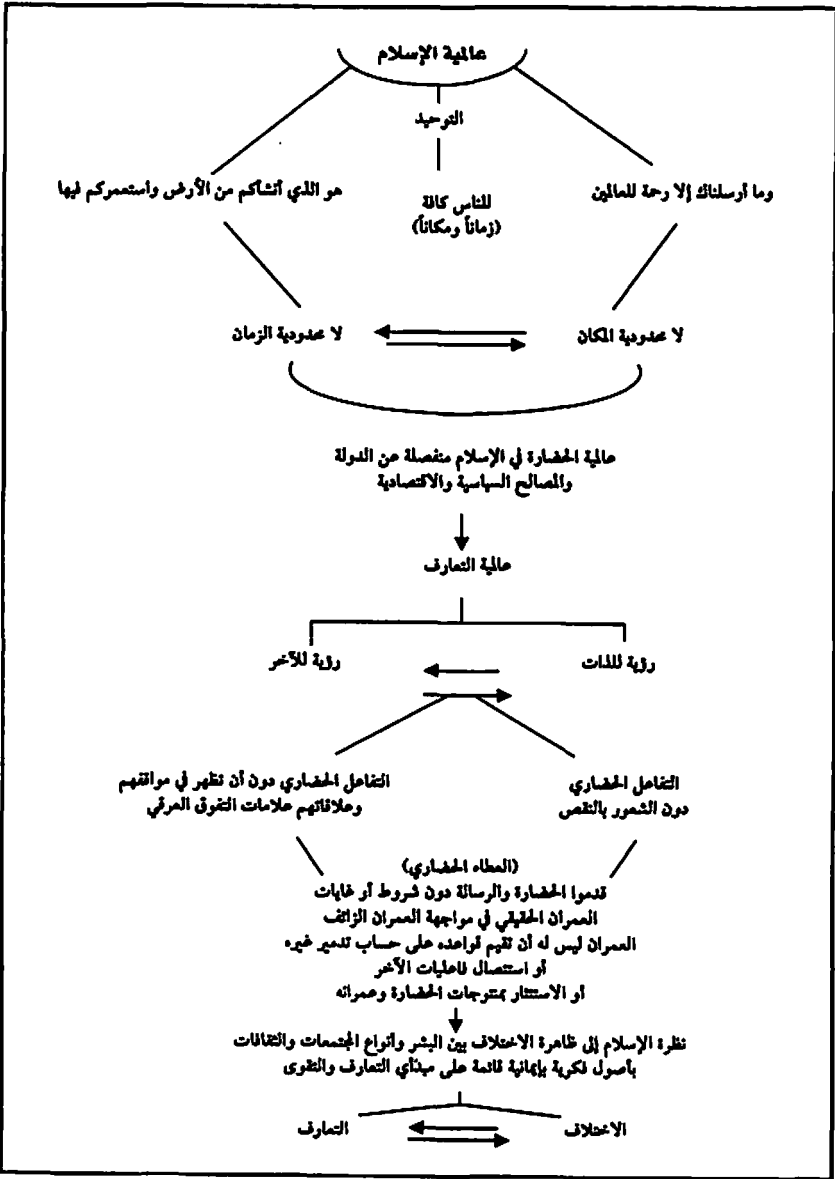 عالمية الإسلام
التوحيد
وما أرسلناك إلا رحمة للعالمين
للناس كافة
(زماناً ومكاناً)
هو الذي أنشأكم من الأرض واستعمركم فيها
لا محدودية المكان
لا محدودية الزمان
عالمية الحضارة في الإسلام منفصلة عن الدولة
والمصالح السياسية والاقتصادية
عالمية التعارف
رؤية للذات
رؤية للآخر
التفاعل الحضاري
دون الشعور بالنقص
التفاعل الحضاري دون أن تظهر في مواقفهم
وعلاقاتهم علامات التفوق العرقي
(العطاء الحضاري)
قدموا الحضارة والرسالة دون شروط أو غايات
العمران الحقيقي في مواجهة العمران الزائف
العمران ليس له أن تقيم قواعده على حساب تدمير غيره
أو استئصال فاعليات الآخر
أو الاستئثار بمنتوجات الحضارة وعمرانه
نظرة الإسلام إلى ظاهرة الاختلاف بين البشر وأنواع المجتمعات والثقافات
بأصول فكرية بإيمانية قائمة على مبدأي التعارف والتقوى
الاختلاف
التعارف